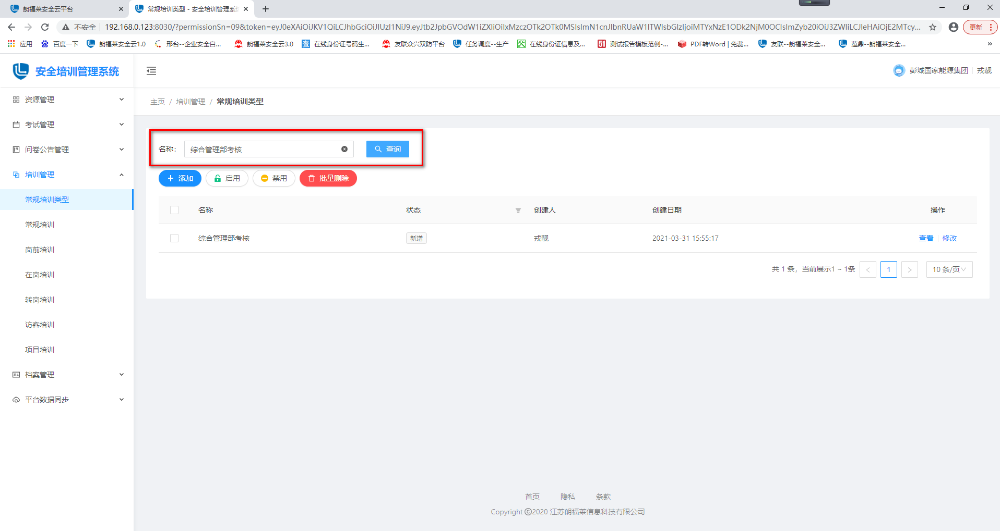 朗福莱安全云平台
常规培训类型 - 安全培训管理系统
不安全
192.168.0.123:8030/?permissionSn=09&token=eyJ0eXAiOiJKV1QiLCJhbGciOiJIUzI1NiJ9.eyJtb2JpbGVOdW1iZXIiOiIxMzczOTk2OTk0MSIsImN1cnJlbnRUaW1lTWlsbGlzIjoiMTYxNzE1ODk2NjM0OCIsImZyb20iOiJ3ZWIiLCJleHAiOjE2MTcy...
更新
应用
百度一下
朗福莱安全云1.0
邢台--企业安全自...
朗福莱安全云3.0
查 在线身份证号码生...
友联众兴双防平台
任务调度--生产
在线身份证信息及...
51 测试报告模板范例-...
PDF转Word | 免费...
友联--朗福莱安全...
蕴鼎--朗福莱安全...
»
安全培训管理系统
彭城国家能源集团
戎靓
资源管理
考试管理
问卷公告管理
培训管理
常规培训类型
常规培训
岗前培训
在岗培训
转岗培训
访客培训
项目培训
档案管理
平台数据同步
主页 / 培训管理 / 常规培训类型
名称: 综合管理部考核 查询
添加 启用 禁用 批量删除
名称 状态 创建人 创建日期 操作
综合管理部考核 新增 戎靓 2021-03-31 15:55:17 查看 修改
共 1 条，当前展示1 ~ 1条 < 1 > 10 条/页
首页 隐私 条款
Copyright ©2020 江苏朗福莱信息科技有限公司